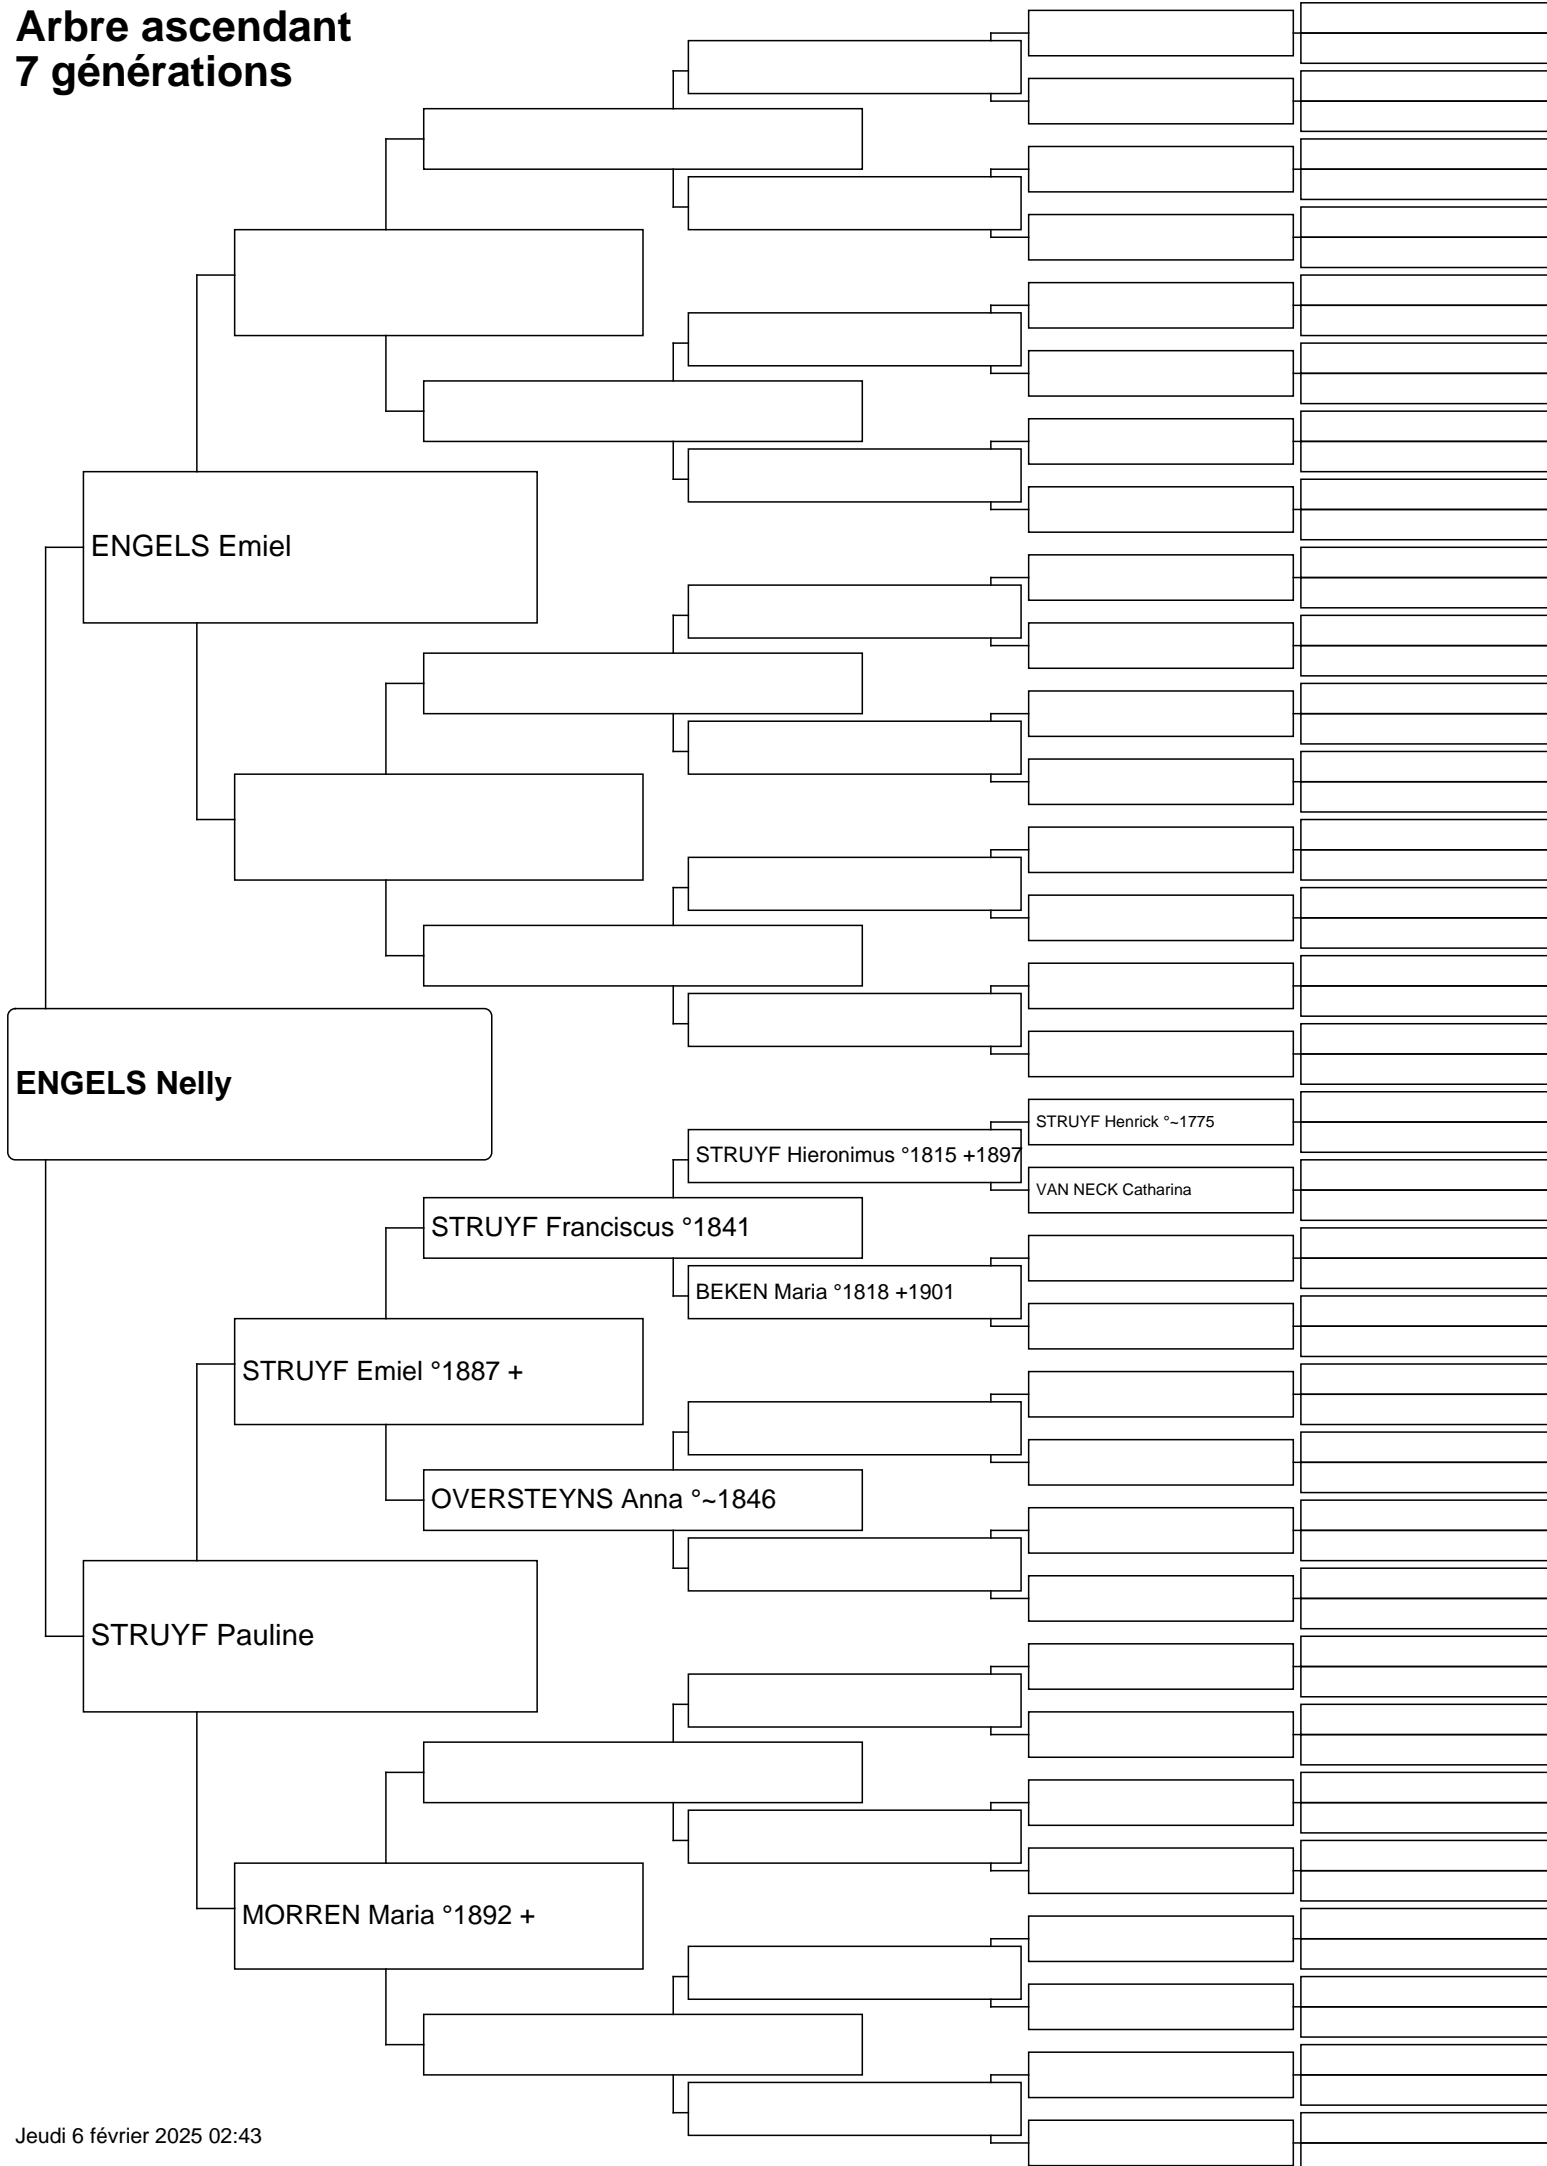 Arbre ascendant
7 générations
ENGELS Emiel
ENGELS Nelly
STRUYF Henrick °~1775
STRUYF Hieronimus °1815 +1897
VAN NECK Catharina
STRUYF Franciscus °1841
BEKEN Maria °1818 +1901
STRUYF Emiel °1887 +
OVERSTEYNS Anna °~1846
STRUYF Pauline
MORREN Maria °1892 +
Jeudi 6 février 2025 02:43